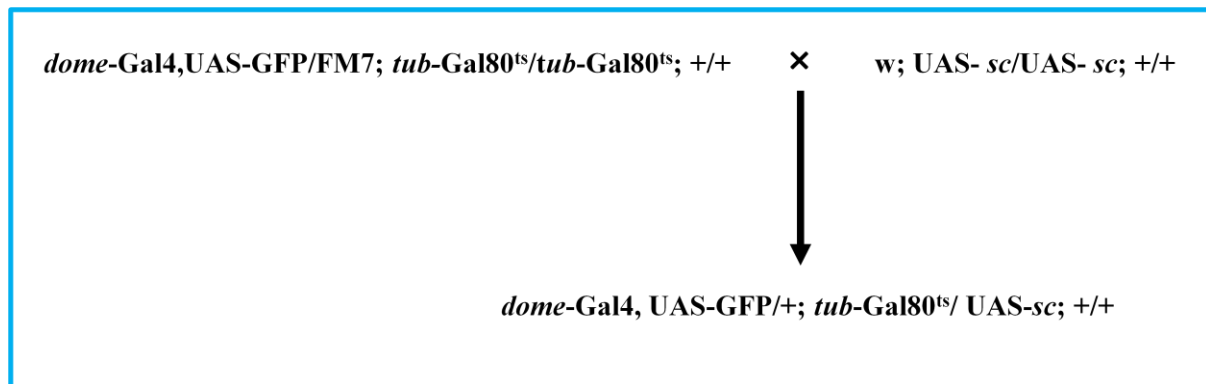 dome-Gal4,UAS-GFP/FM7; tub-Gal80ts/tub-Gal80ts; +/+ × w; UAS- sc/UAS- sc; +/+
dome-Gal4, UAS-GFP/+; tub-Gal80ts/ UAS-sc; +/+